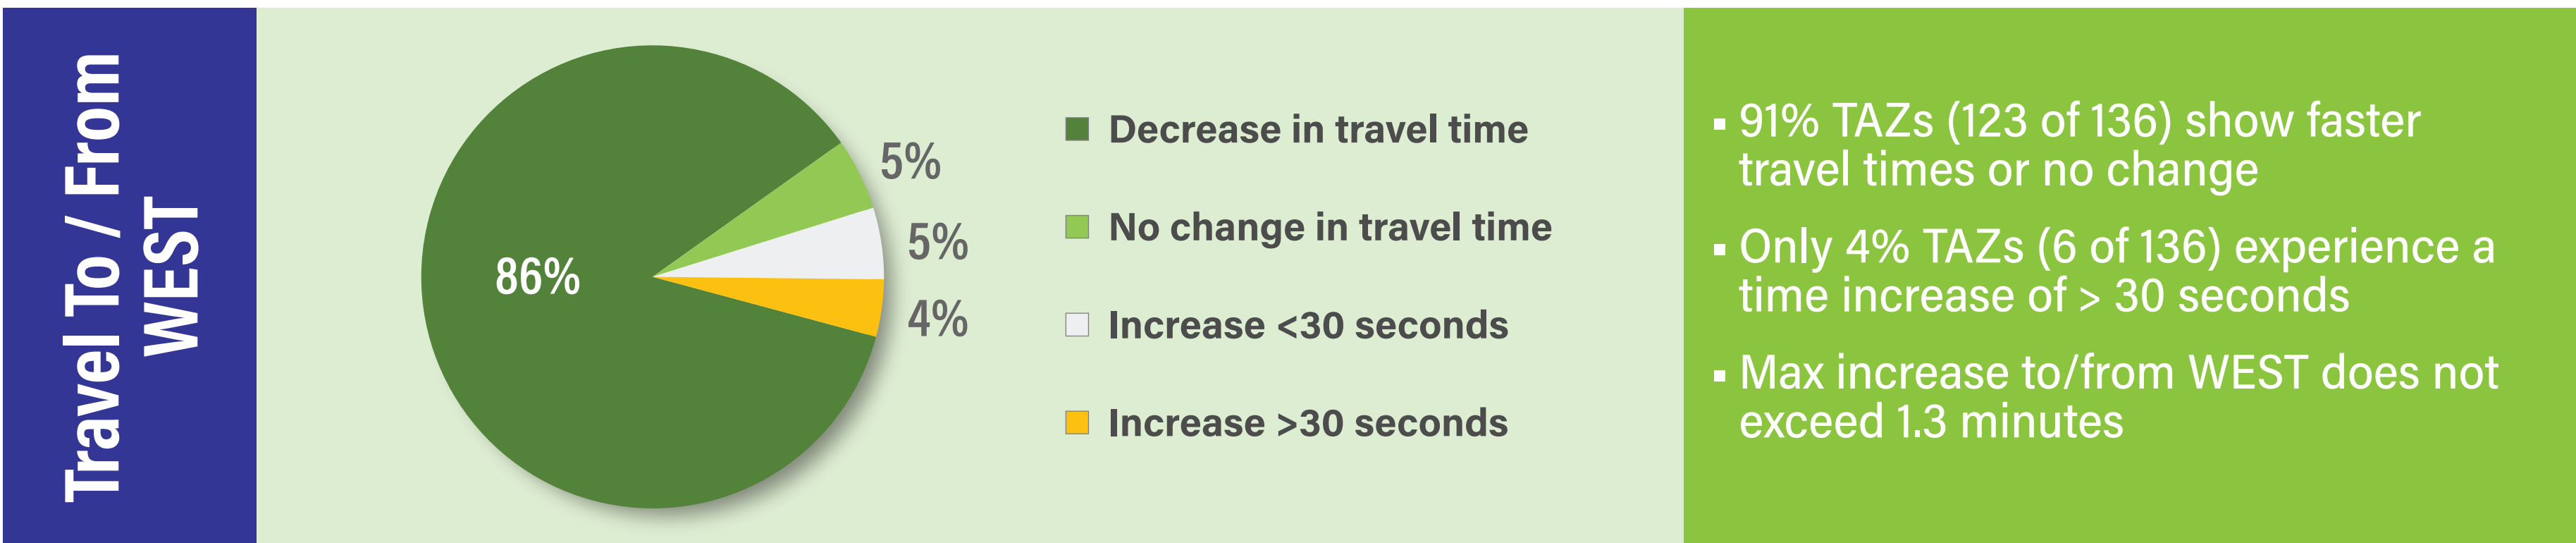 Travel To / From
WEST
86%
5%
5%
4%
Decrease in travel time
No change in travel time
Increase <30 seconds
Increase >30 seconds
▪ 91% TAZs (123 of 136) show faster
travel times or no change
▪ Only 4% TAZs (6 of 136) experience a
time increase of > 30 seconds
▪ Max increase to/from WEST does not
exceed 1.3 minutes